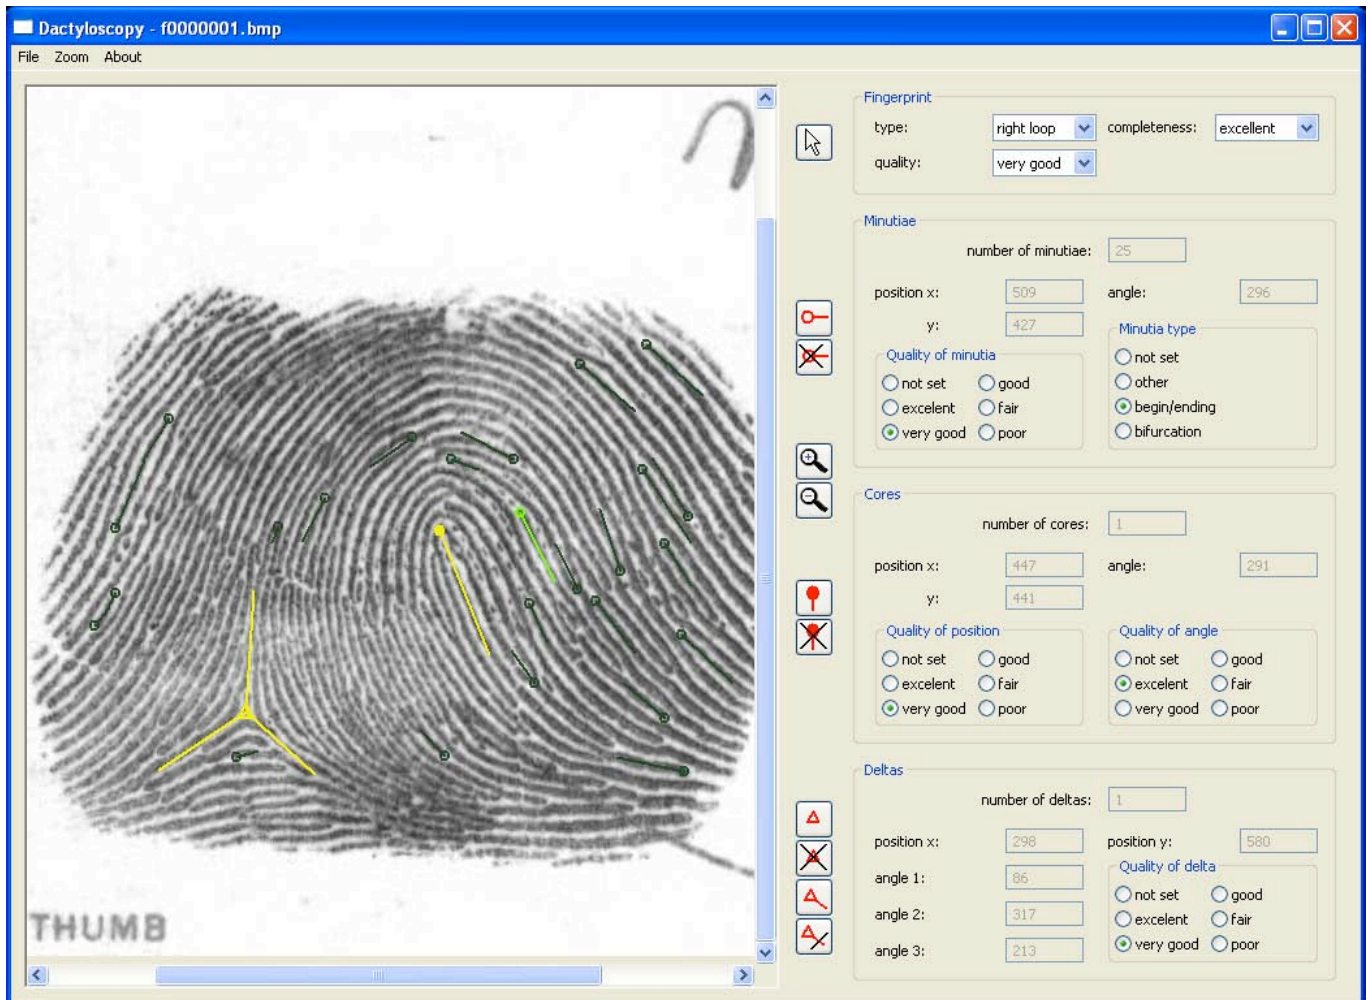 Dactyloscopy - f0000001.bmp
File Zoom About
THUMB
Fingerprint
type: right loop completeness: excellent
quality: very good
Minutiae
number of minutiae: 25
position x: 509 angle: 296
y: 427
Quality of minutia
not set good
excelent fair
very good poor
Minutia type
not set
other
begin/ending
bifurcation
Cores
number of cores: 1
position x: 447 angle: 291
y: 441
Quality of position
not set good
excelent fair
very good poor
Quality of angle
not set good
excelent fair
very good poor
Deltas
number of deltas: 1
position x: 298 position y: 580
angle 1: 86
angle 2: 317
angle 3: 213
Quality of delta
not set good
excelent fair
very good poor